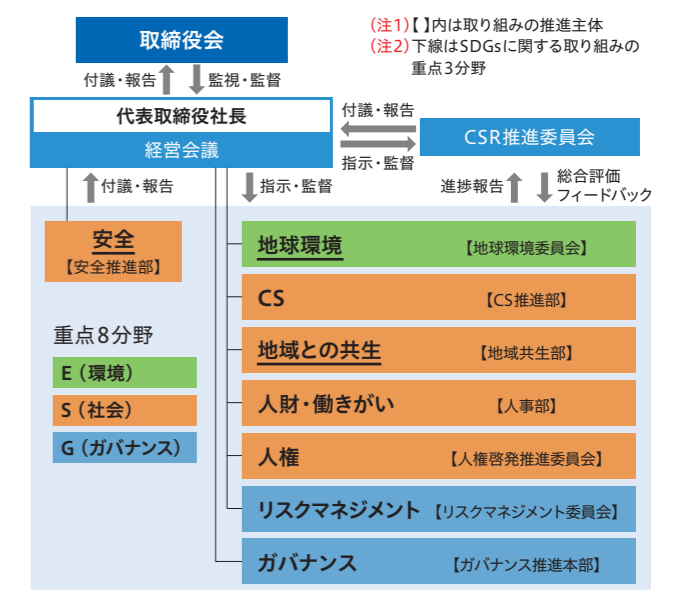 取締役会
(注1)【 】内は取り組みの推進主体
(注2)下線はSDGsに関する取り組みの
重点3分野
付議・報告
監視・監督
代表取締役社長
経営会議
付議・報告
指示・監督
CSR推進委員会
付議・報告
指示・監督
進捗報告
総合評価
フィードバック
安全
【安全推進部】
重点8分野
E(環境)
S(社会)
G(ガバナンス)
地球環境 【地球環境委員会】
CS 【CS推進部】
地域との共生 【地域共生部】
人財・働きがい 【人事部】
人権 【人権啓発推進委員会】
リスクマネジメント 【リスクマネジメント委員会】
ガバナンス 【ガバナンス推進本部】